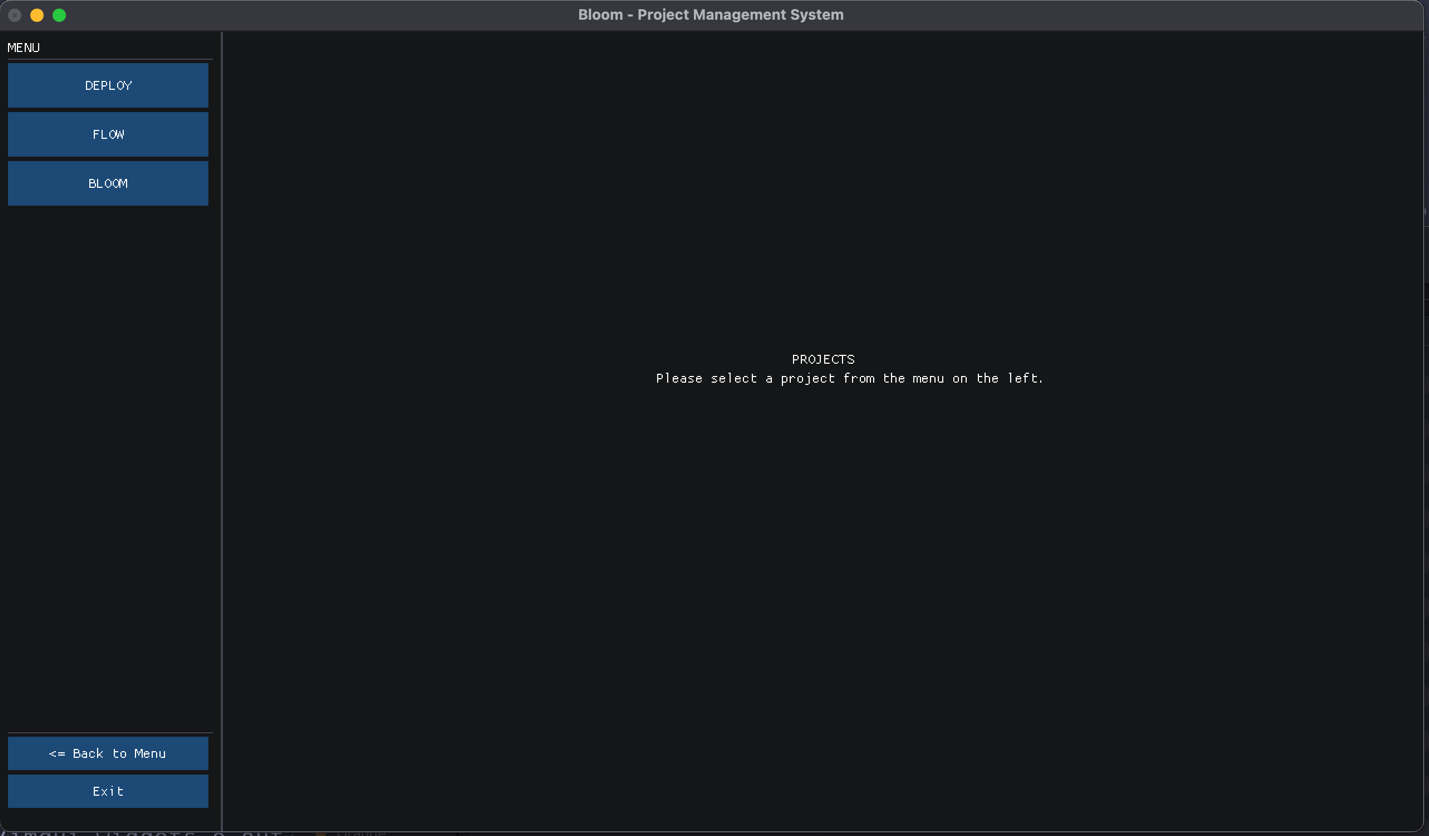 Bloom - Project Management System
MENU
DEPLOY
FLOW
BLOOM
PROJECTS
Please select a project from the menu on the left.
<= Back to Menu
Exit